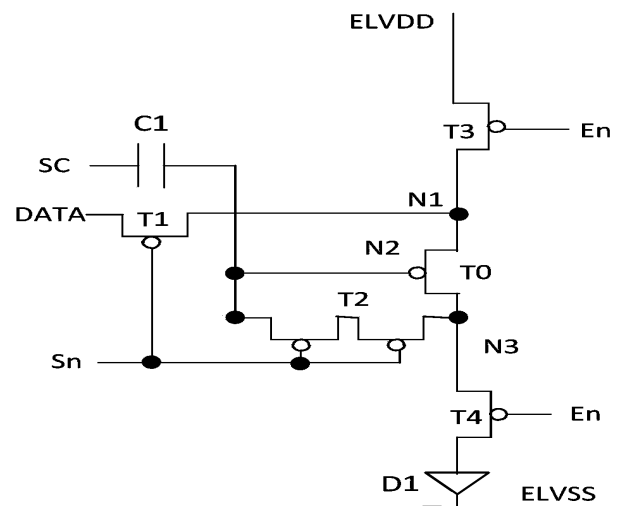 ELVDD
C1
T3
En
SC
DATA
T1
N1
N2
T0
T2
Sn
N3
T4
En
D1
ELVSS